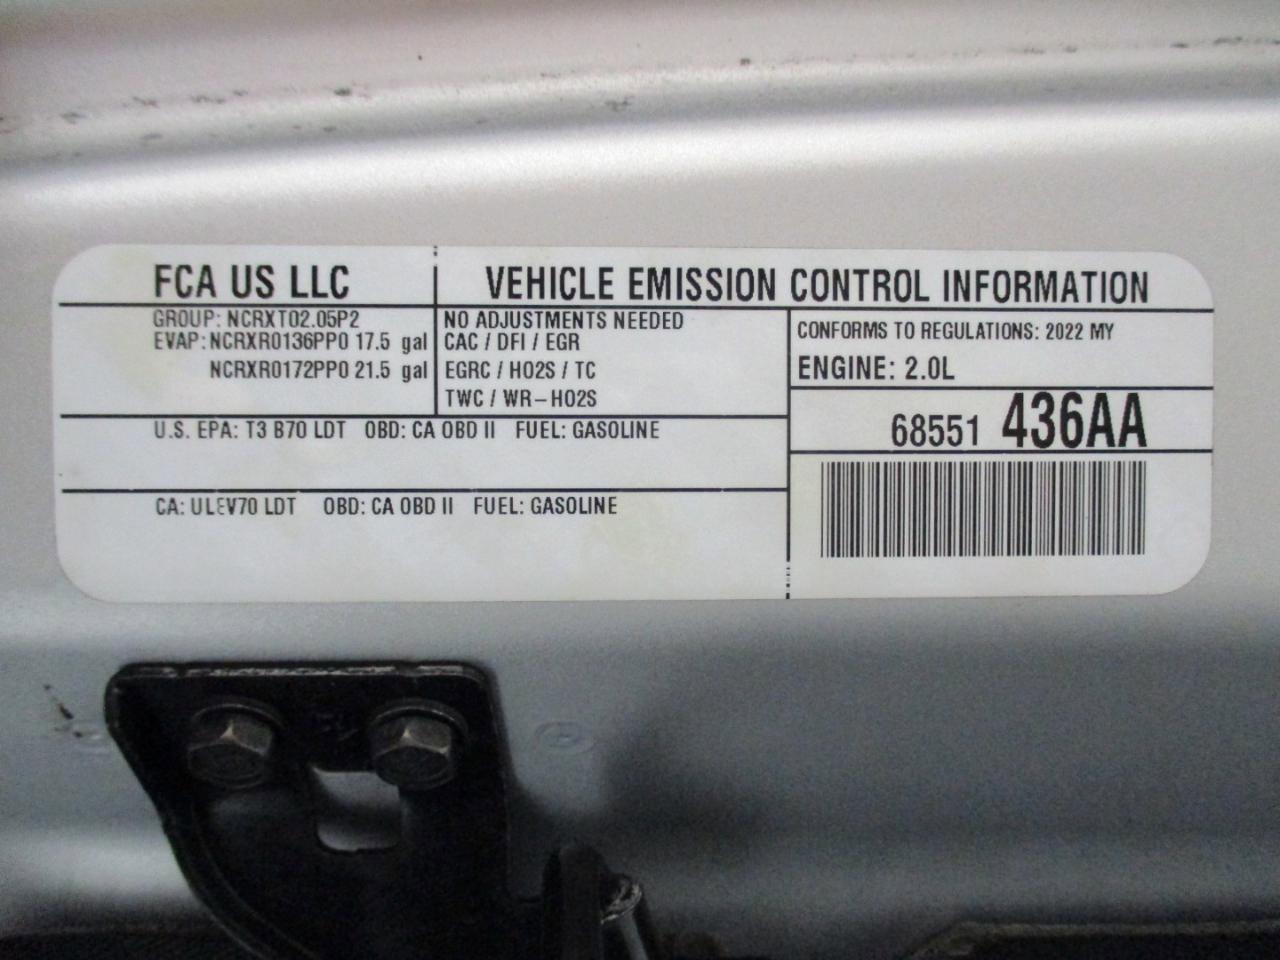 FCA US LLC
VEHICLE EMISSION CONTROL INFORMATION
GROUP: NCRXT02.05P2
EVAP: NCRXR0136PP0 17.5 gal
NCRXR0172PP0 21.5 gal
NO ADJUSTMENTS NEEDED
CAC / DFI / EGR
EGRC / HO2S / TC
TWC / WR-HO2S
CONFORMS TO REGULATIONS: 2022 MY
ENGINE: 2.0L
68551 436AA
U.S. EPA: T3 B70 LDT OBD: CA OBD II FUEL: GASOLINE
CA: ULEV70 LDT OBD: CA OBD II FUEL: GASOLINE